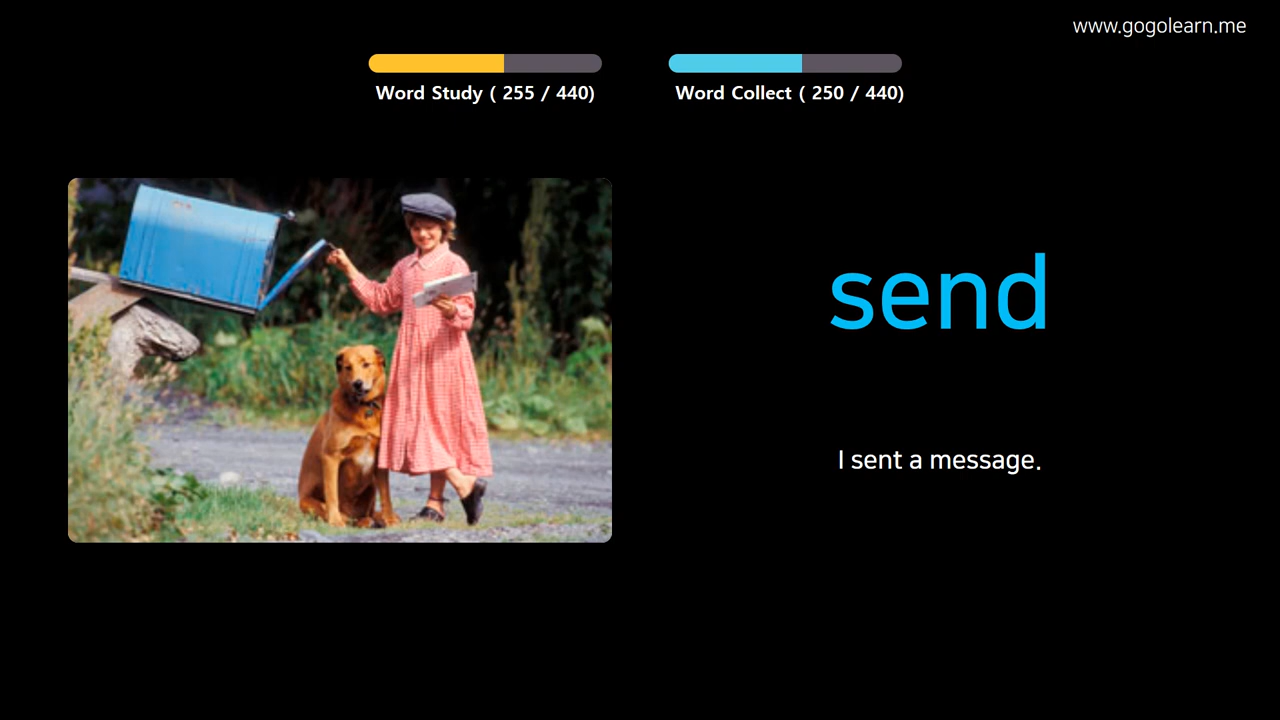 www.gogolearn.me
Word Study ( 255 / 440)
Word Collect ( 250 / 440)
send
I sent a message.